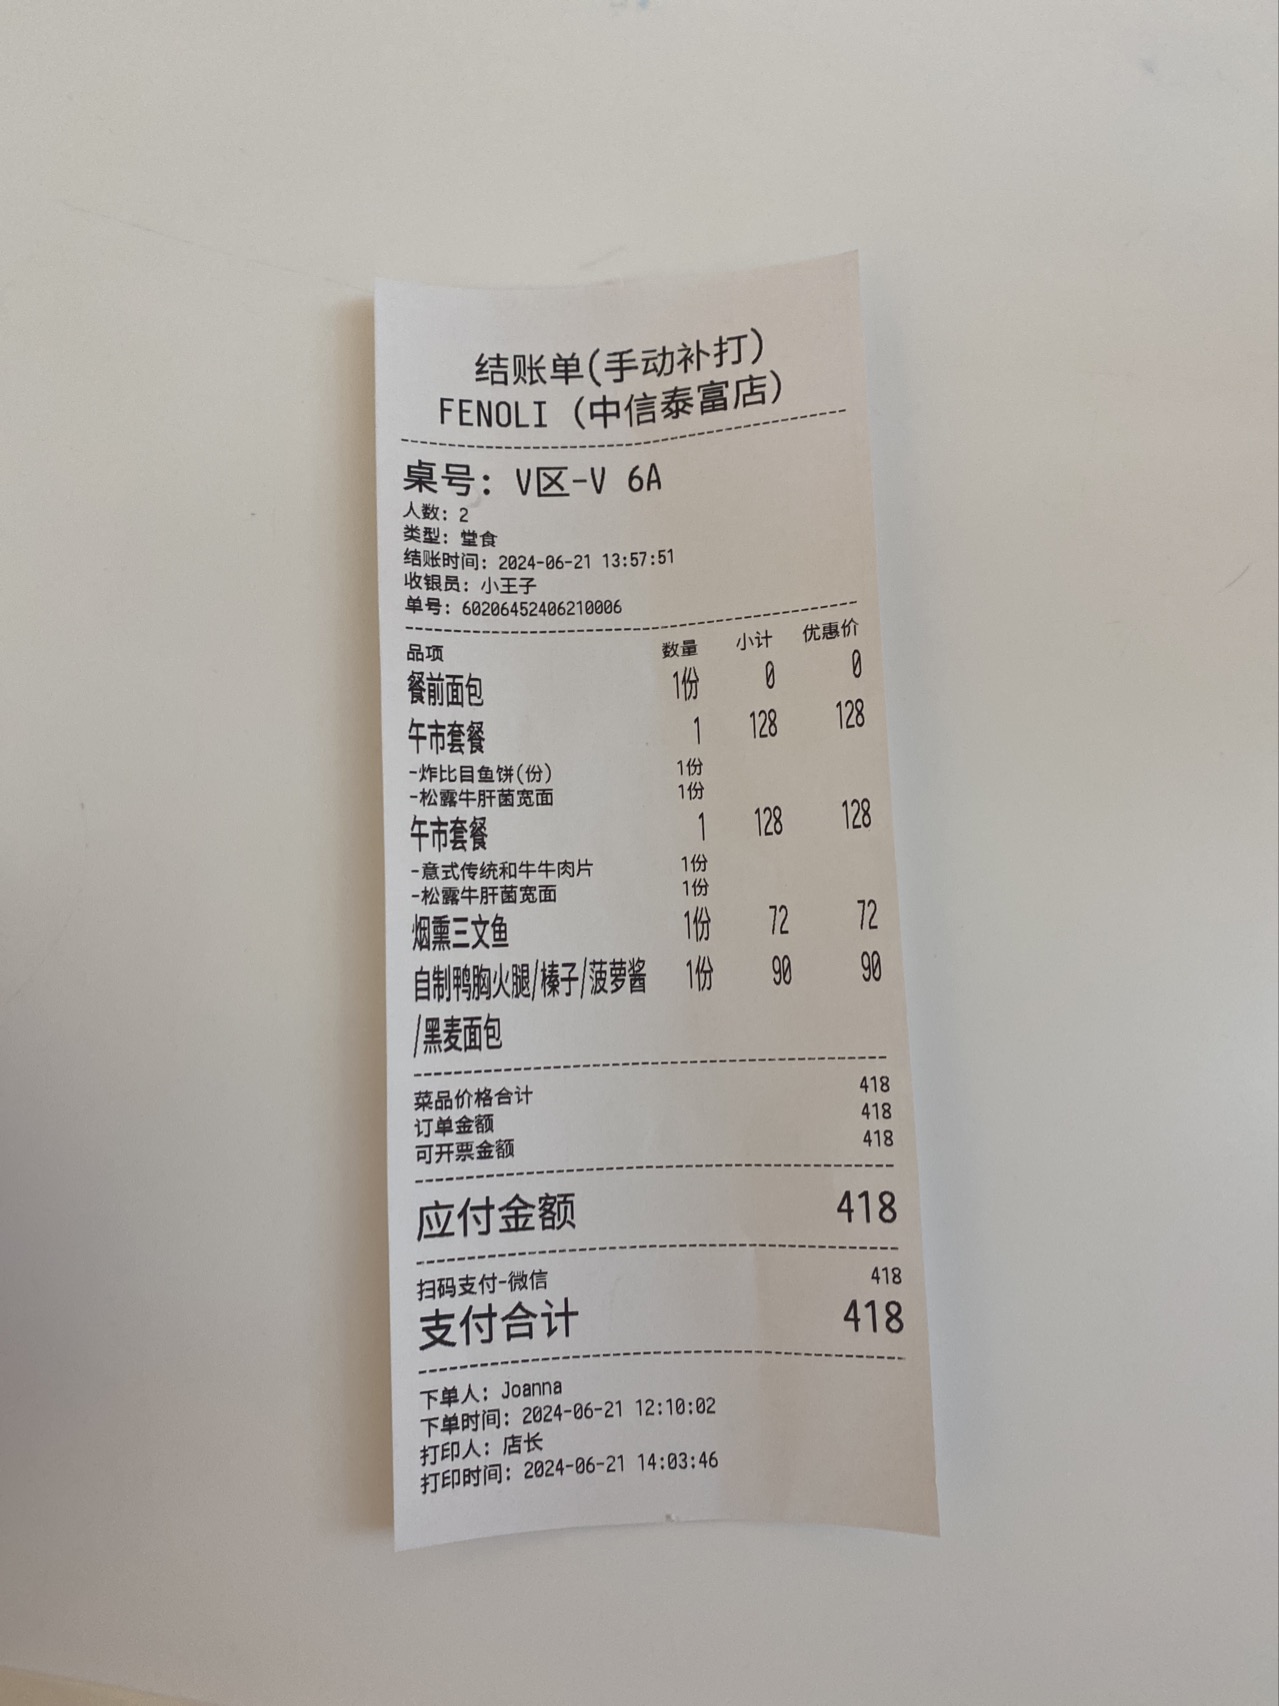 结账单(手动补打)
FENOLI (中信泰富店)
桌号: V区-V 6A
人数: 2
类型: 堂食
结账时间: 2024-06-21 13:57:51
收银员: 小王子
单号: 60206452406210006
品项 数量 小计 优惠价
餐前面包 1份 0 0
午市套餐 1 128 128
-炸比目鱼饼(份) 1份
-松露牛肝菌宽面 1份
午市套餐 1 128 128
-意式传统和牛牛肉片 1份
-松露牛肝菌宽面 1份
烟熏三文鱼 1份 72 72
自制鸭胸火腿/榛子/菠萝酱 1份 90 90
/黑麦面包
菜品价格合计 418
订单金额 418
可开票金额 418
应付金额 418
扫码支付-微信 418
支付合计 418
下单人: Joanna
下单时间: 2024-06-21 12:10:02
打印人: 店长
打印时间: 2024-06-21 14:03:46